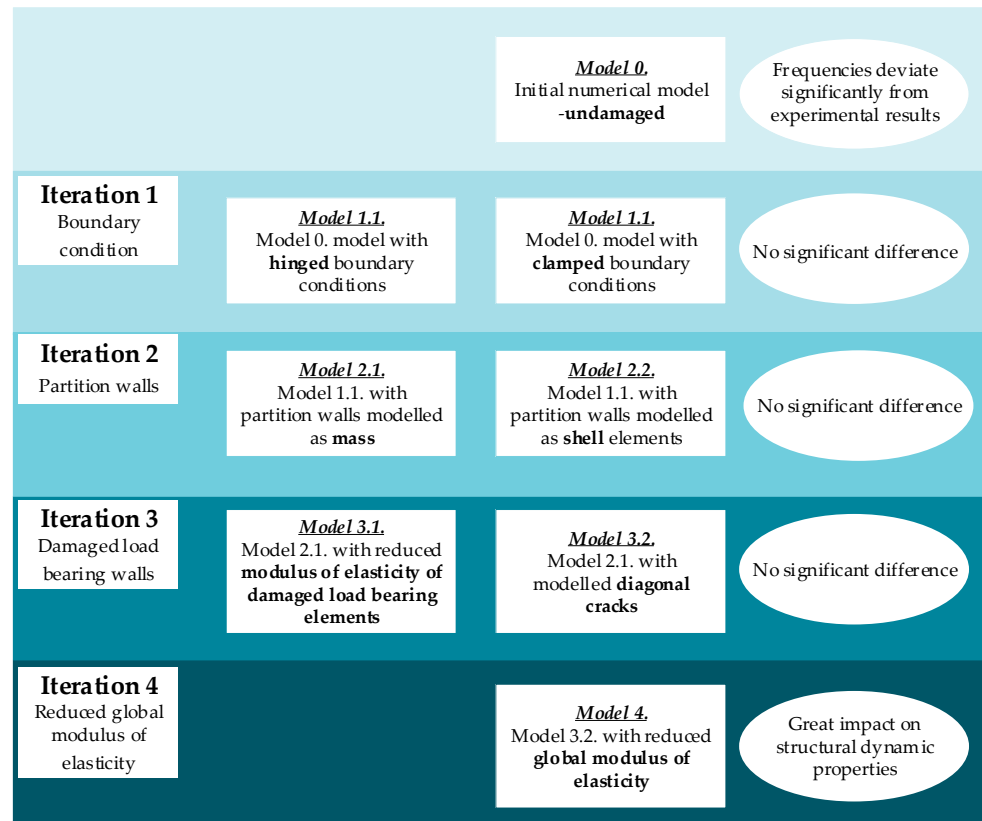 Model 0.
Initial numerical model
-undamaged
Frequencies deviate
significantly from
experimental results
Iteration 1
Boundary
condition
Model 1.1.
Model 0. model with
hinged boundary
conditions
Model 1.1.
Model 0. model with
clamped boundary
conditions
No significant difference
Iteration 2
Partition walls
Model 2.1.
Model 1.1. with
partition walls modelled
as mass
Model 2.2.
Model 1.1. with
partition walls modelled
as shell elements
No significant difference
Iteration 3
Damaged load
bearing walls
Model 3.1.
Model 2.1. with reduced
modulus of elasticity of
damaged load bearing
elements
Model 3.2.
Model 2.1. with
modelled diagonal
cracks
No significant difference
Iteration 4
Reduced global
modulus of
elasticity
Model 4.
Model 3.2. with reduced
global modulus of
elasticity
Great impact on
structural dynamic
properties